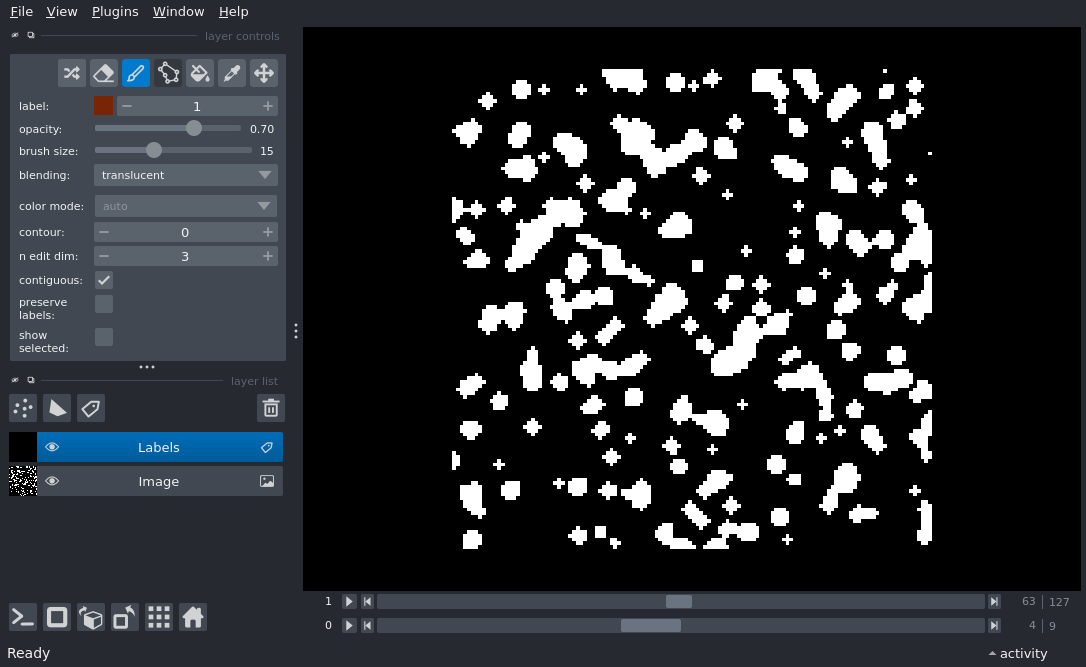 File View Plugins Window Help
layer controls
label: 1
opacity: 0.70
brush size: 15
blending: translucent
color mode: auto
contour: 0
n edit dim: 3
contiguous:
preserve
labels:
show
selected:
layer list
Labels
Image
1 63 127
0 4 9
Ready activity